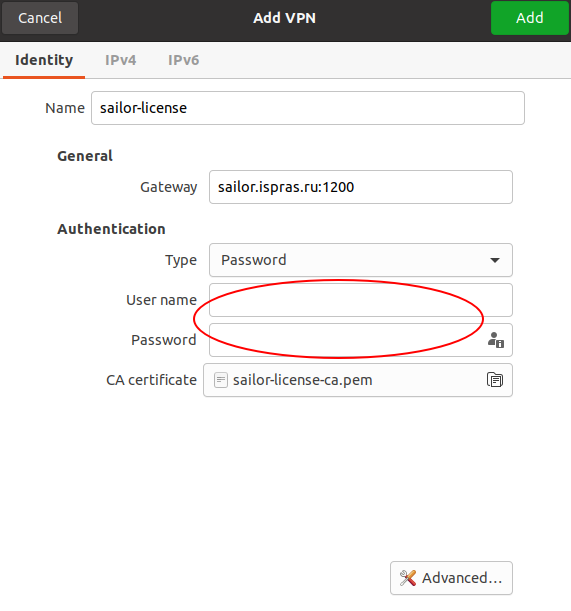 Cancel Add VPN Add
Identity IPv4 IPv6
Name sailor-license
General
Gateway sailor.ispras.ru:1200
Authentication
Type Password
User name
Password
CA certificate sailor-license-ca.pem
Advanced...